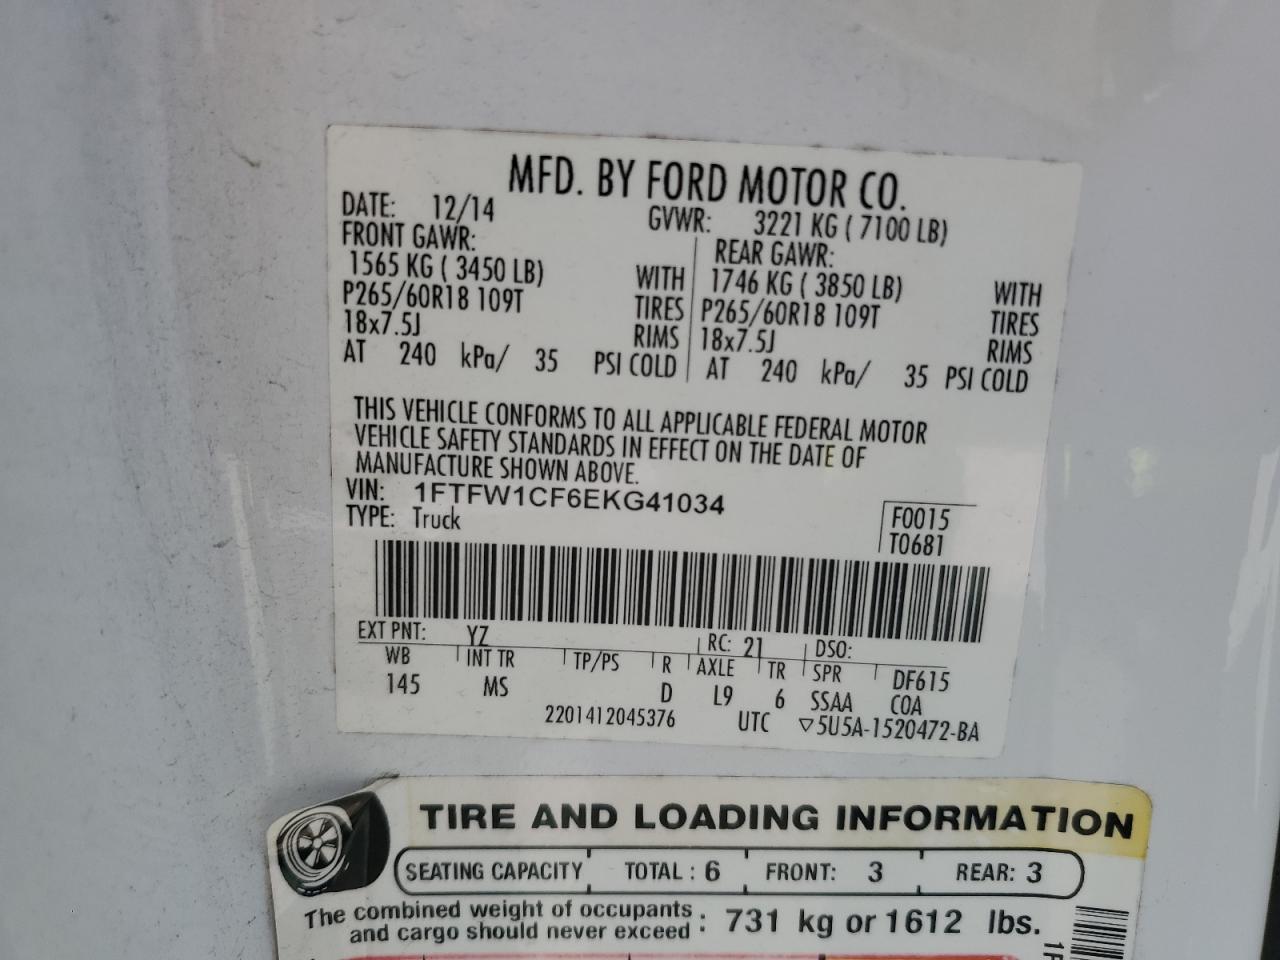 MFD. BY FORD MOTOR CO.
DATE: 12/14 GVWR: 3221 KG ( 7100 LB)
FRONT GAWR: REAR GAWR:
1565 KG ( 3450 LB) WITH 1746 KG ( 3850 LB) WITH
P265/60R18 109T TIRES P265/60R18 109T TIRES
18x7.5J RIMS 18x7.5J RIMS
AT 240 kPa/ 35 PSI COLD AT 240 kPa/ 35 PSI COLD
THIS VEHICLE CONFORMS TO ALL APPLICABLE FEDERAL MOTOR
VEHICLE SAFETY STANDARDS IN EFFECT ON THE DATE OF
MANUFACTURE SHOWN ABOVE.
VIN: 1FTFW1CF6EKG41034
TYPE: Truck
F0015
T0681
EXT PNT: YZ RC: 21 DSO:
WB INT TR TP/PS R AXLE TR SPR DF615
145 MS D L9 6 SSAA COA
2201412045376 UTC ▽5U5A-1520472-BA
TIRE AND LOADING INFORMATION
SEATING CAPACITY TOTAL : 6 FRONT: 3 REAR: 3
The combined weight of occupants
and cargo should never exceed : 731 kg or 1612 lbs.